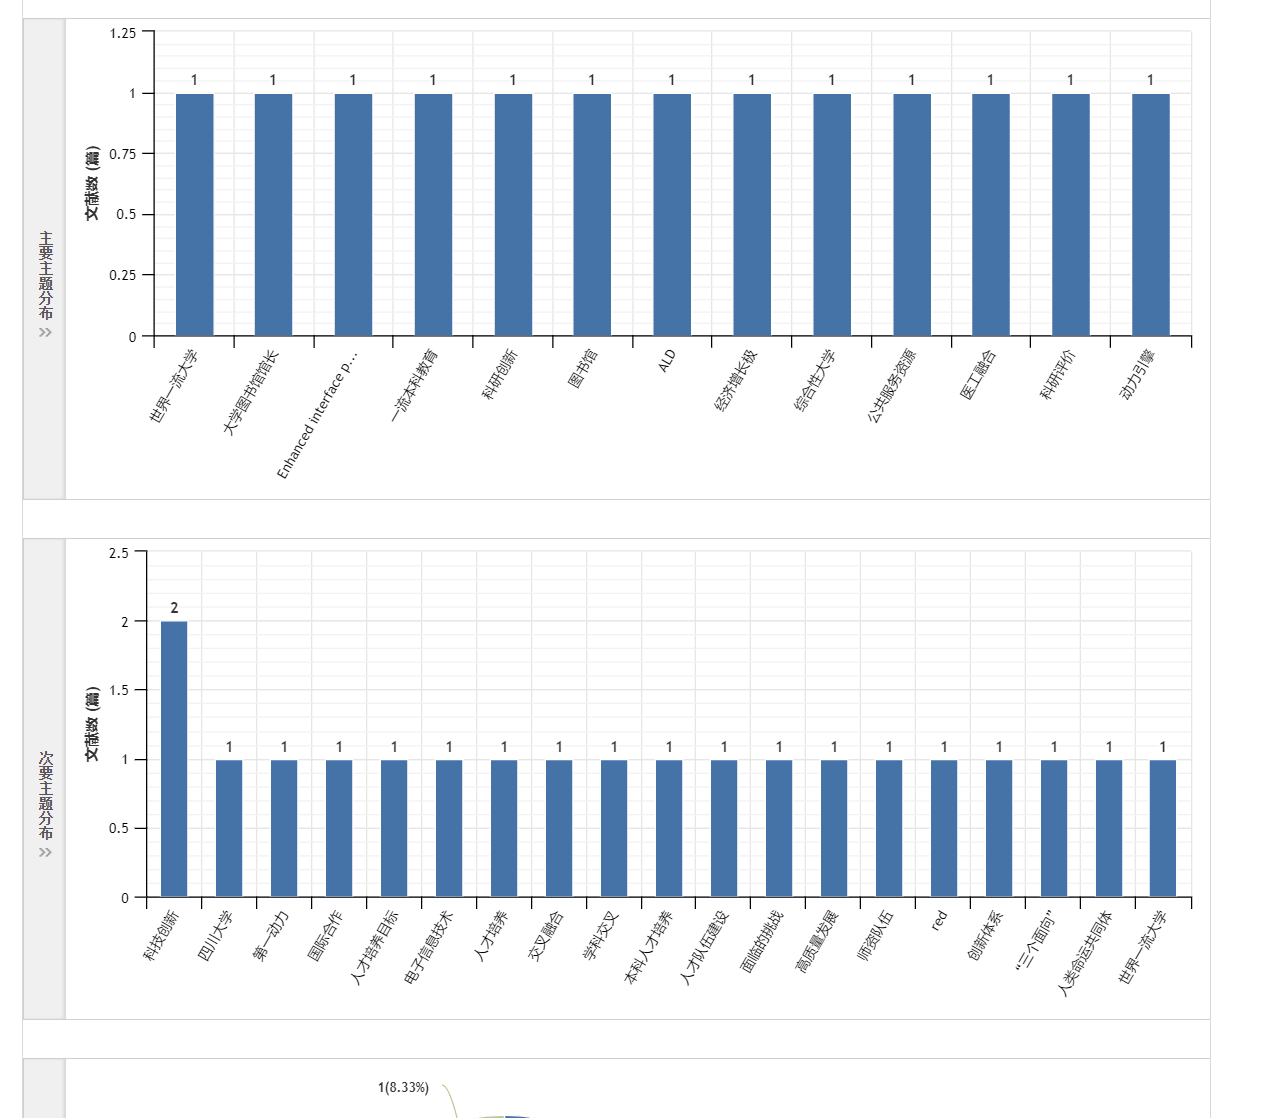 主要主题分布
文献数 (篇)
1.25
1
0.75
0.5
0.25
0
1 1 1 1 1 1 1 1 1 1 1 1 1
世界一流大学
大学图书馆馆长
Enhanced interface p…
一流本科教育
科研创新
图书馆
ALD
经济增长极
综合性大学
公共服务资源
医工融合
科研评价
动力引擎
次要主题分布
文献数 (篇)
2.5
2
1.5
1
0.5
0
2 1 1 1 1 1 1 1 1 1 1 1 1 1 1 1 1 1 1
科技创新
四川大学
第一动力
国际合作
人才培养目标
电子信息技术
人才培养
交叉融合
学科交叉
本科人才培养
人才队伍建设
面临的挑战
高质量发展
师资队伍
red
创新体系
“三个面向”
人类命运共同体
世界一流大学
1(8.33%)